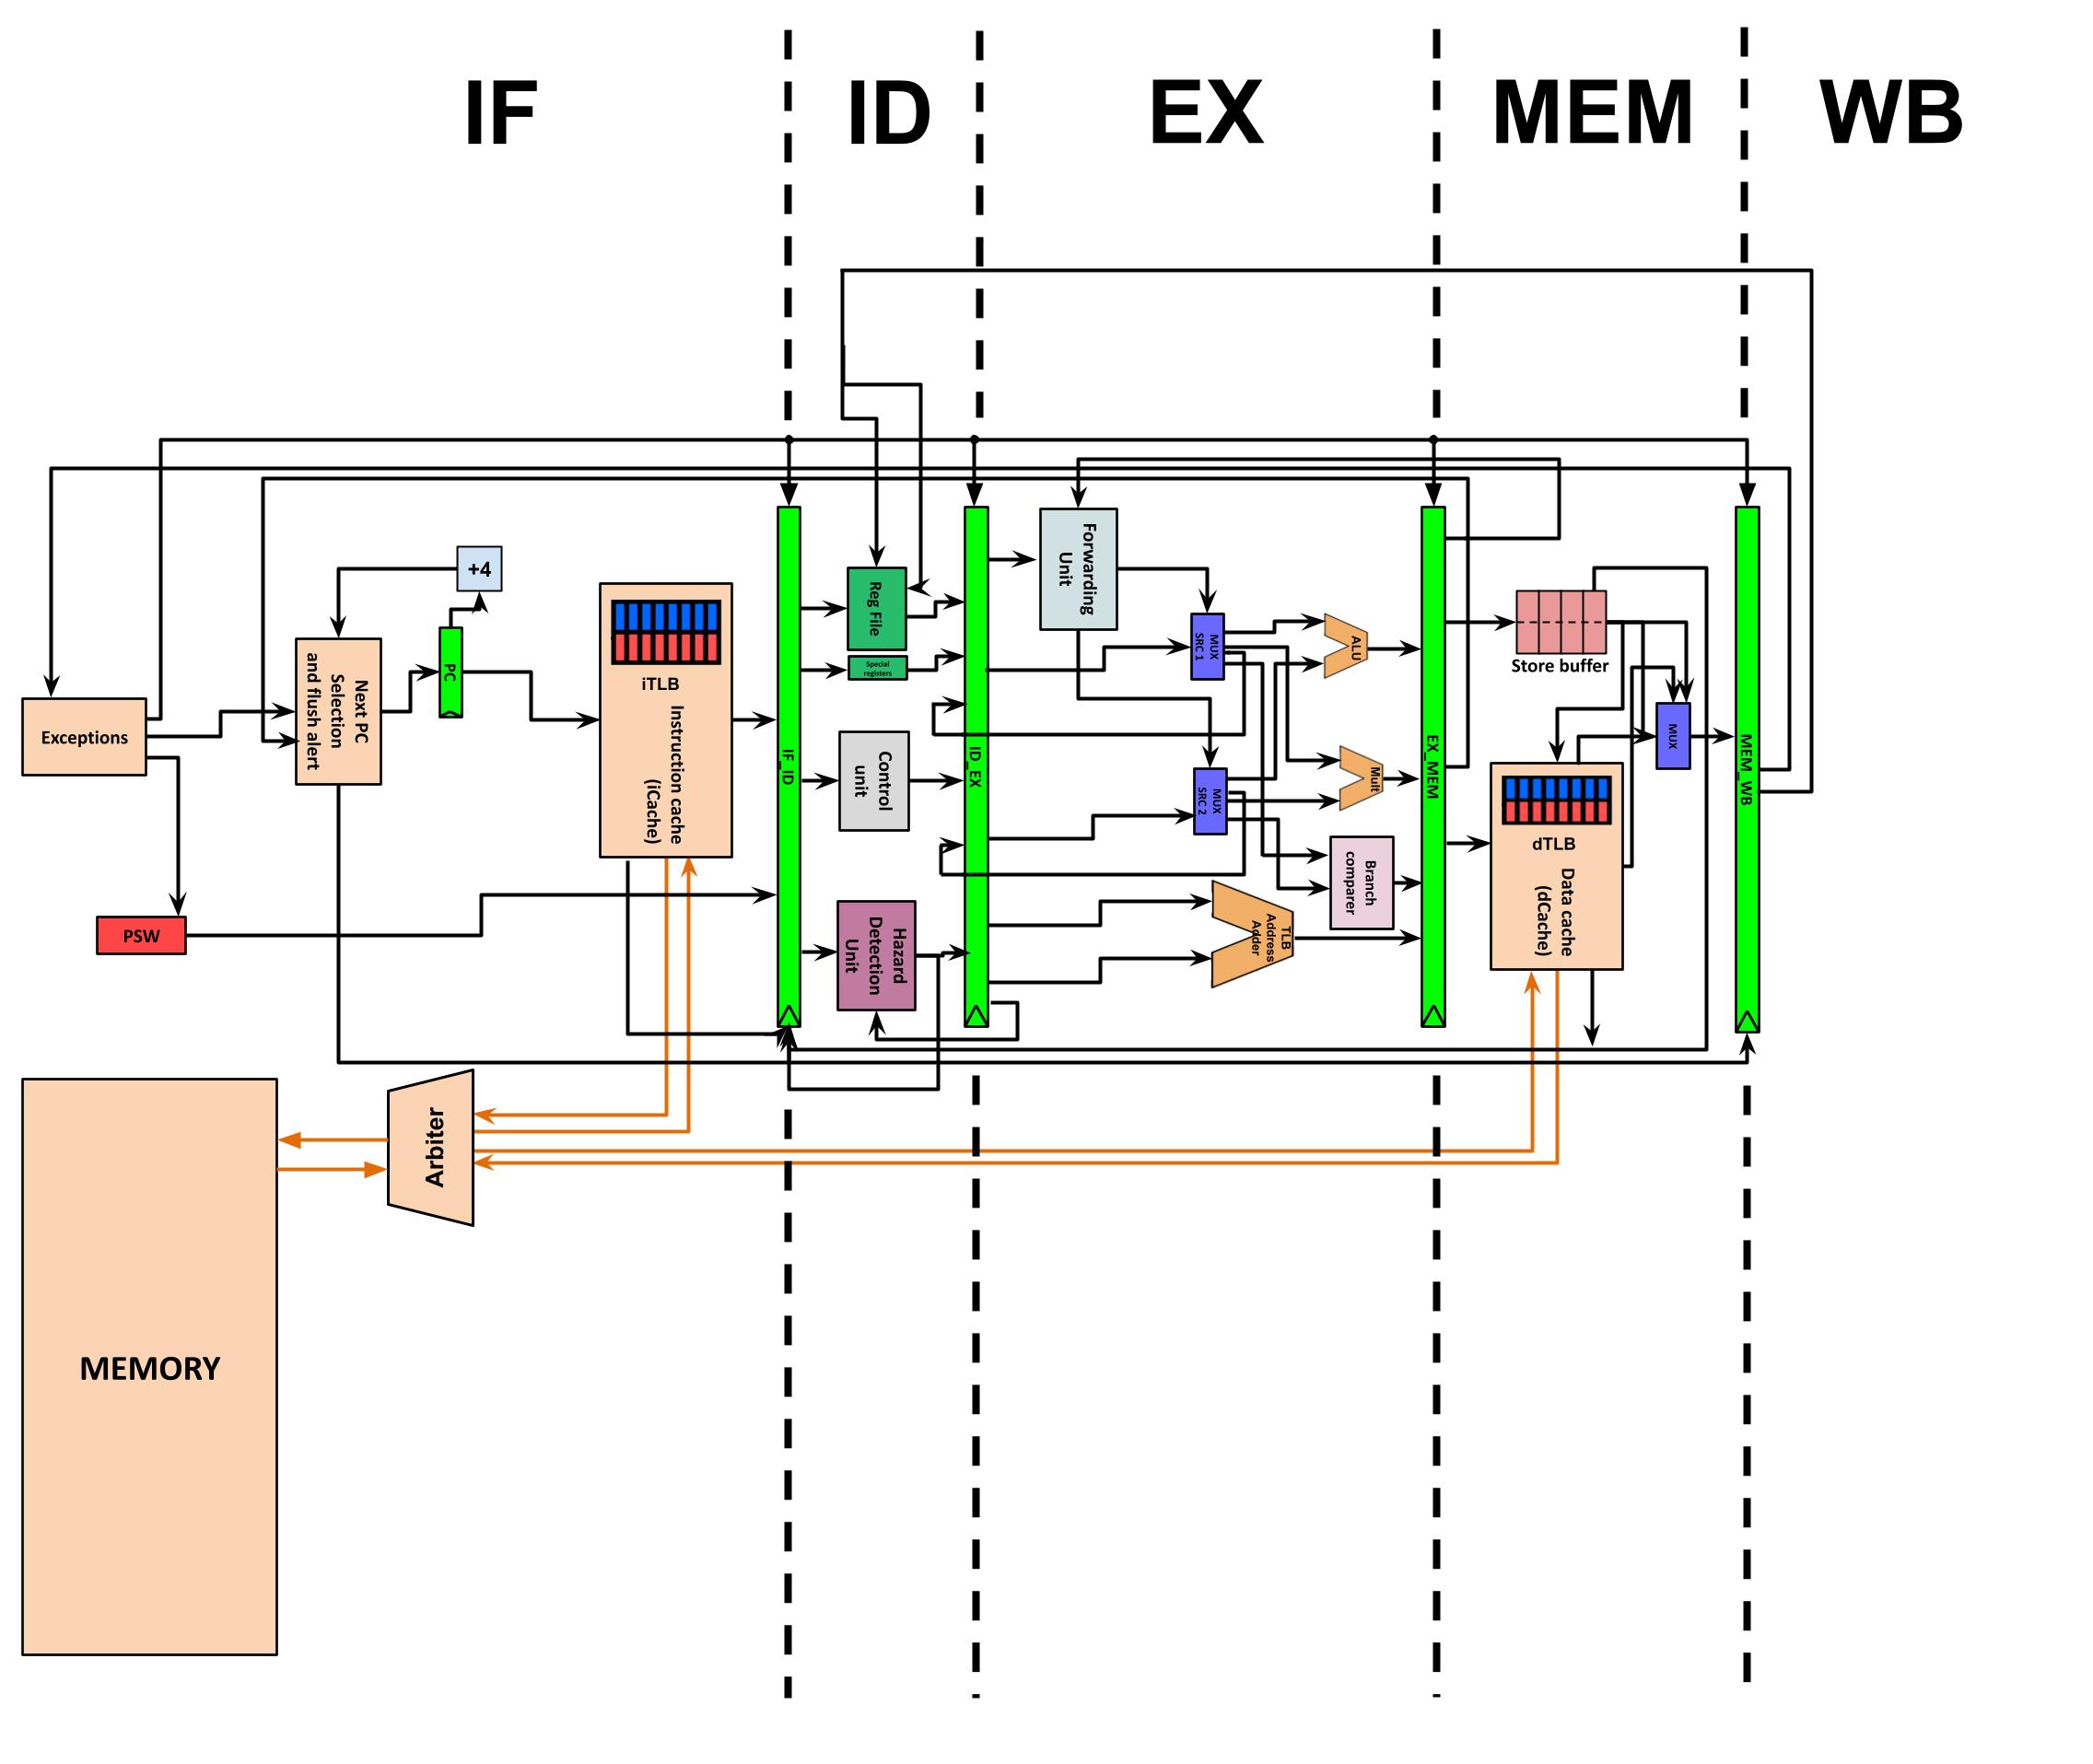 IF
ID
EX
MEM
WB
+4
Exceptions
Next PC
Selection
and flush alert
PC
PSW
iTLB
Instruction cache
(iCache)
IF_ID
Reg File
Special
registers
Control
unit
Hazard
Detection
Unit
ID_EX
Forwarding
Unit
MUX
SRC 1
MUX
SRC 2
ALU
Mult
Branch
comparer
TLB
Address
Adder
EX_MEM
Store buffer
MUX
dTLB
Data cache
(dCache)
MEM_WB
Arbiter
MEMORY